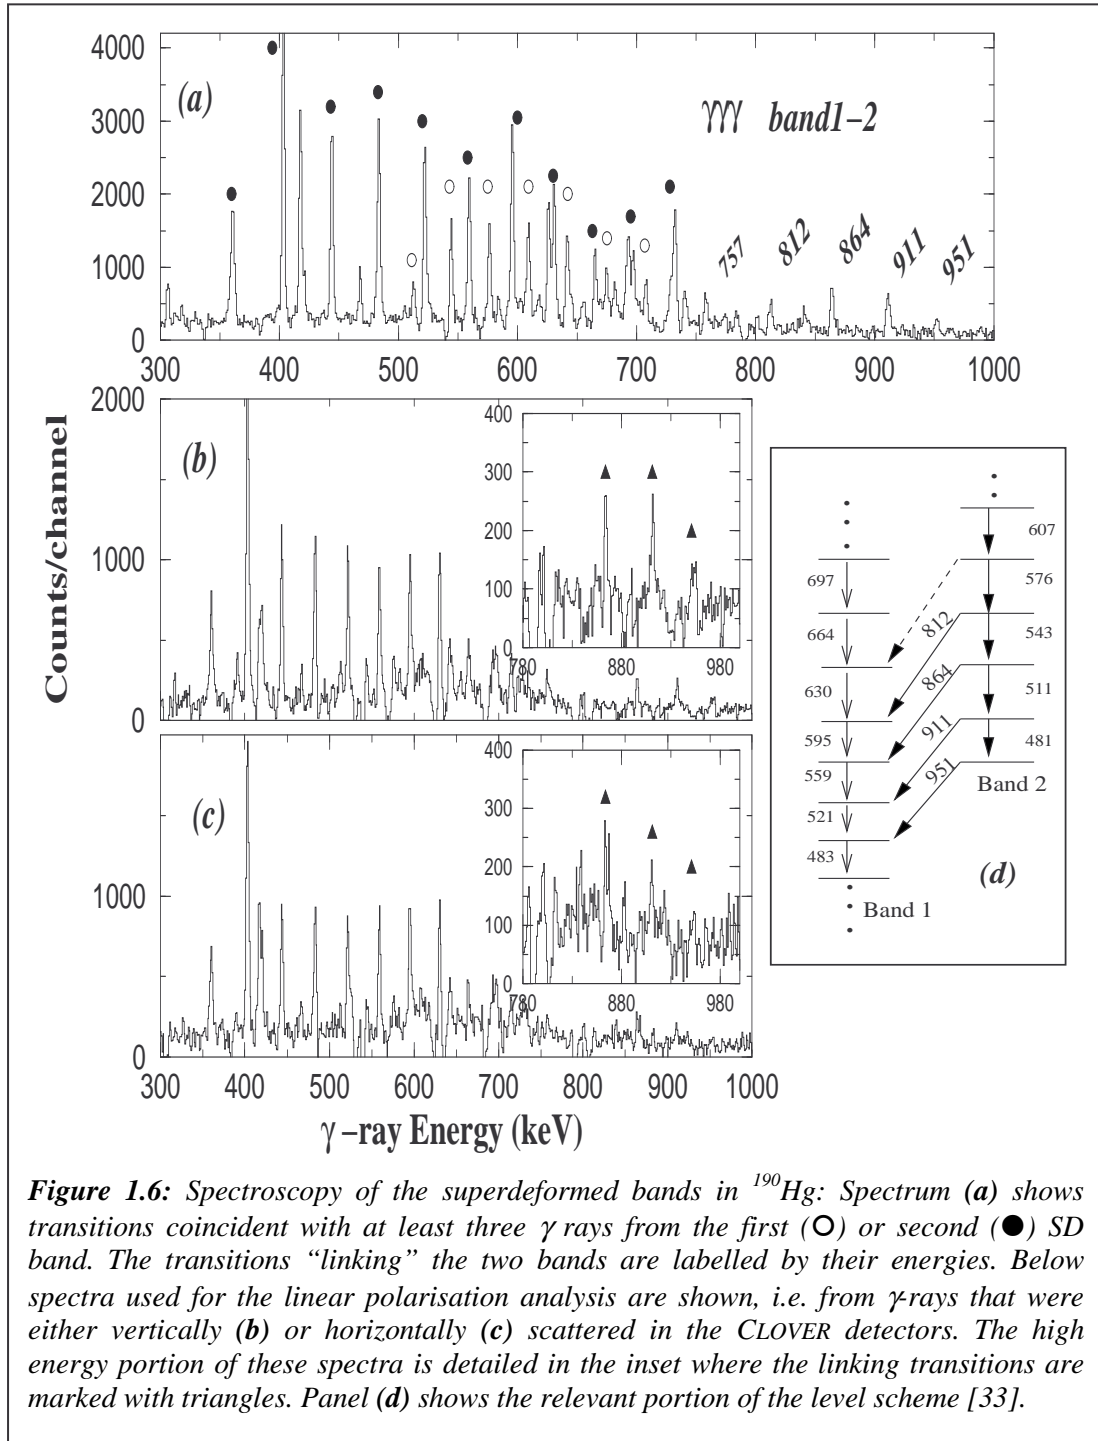 4000
3000
2000
1000
0
(a)
γγγ band1–2
757
812
864
911
951
300 400 500 600 700 800 900 1000
Counts/channel
2000
1000
0
(b)
400
300
200
100
0
780 880 980
1000
0
(c)
400
300
200
100
0
780 880 980
300 400 500 600 700 800 900 1000
γ –ray Energy (keV)
607
697
576
812
664
543
864
630
511
911
595
481
951
559
Band 2
521
483
(d)
Band 1
Figure 1.6: Spectroscopy of the superdeformed bands in ¹⁹⁰Hg: Spectrum (a) shows
transitions coincident with at least three γ rays from the first (○) or second (●) SD
band. The transitions “linking” the two bands are labelled by their energies. Below
spectra used for the linear polarisation analysis are shown, i.e. from γ-rays that were
either vertically (b) or horizontally (c) scattered in the CLOVER detectors. The high
energy portion of these spectra is detailed in the inset where the linking transitions are
marked with triangles. Panel (d) shows the relevant portion of the level scheme [33].